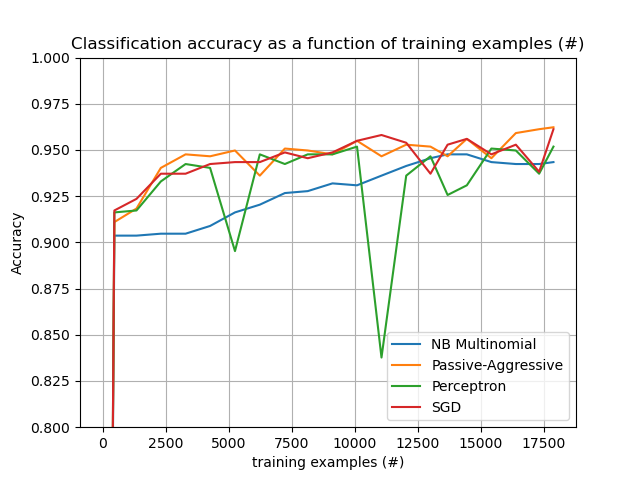 Classification accuracy as a function of training examples (#)
1.000
0.975
0.950
0.925
0.900
0.875
0.850
0.825
0.800
Accuracy
NB Multinomial
Passive-Aggressive
Perceptron
SGD
0 2500 5000 7500 10000 12500 15000 17500
training examples (#)